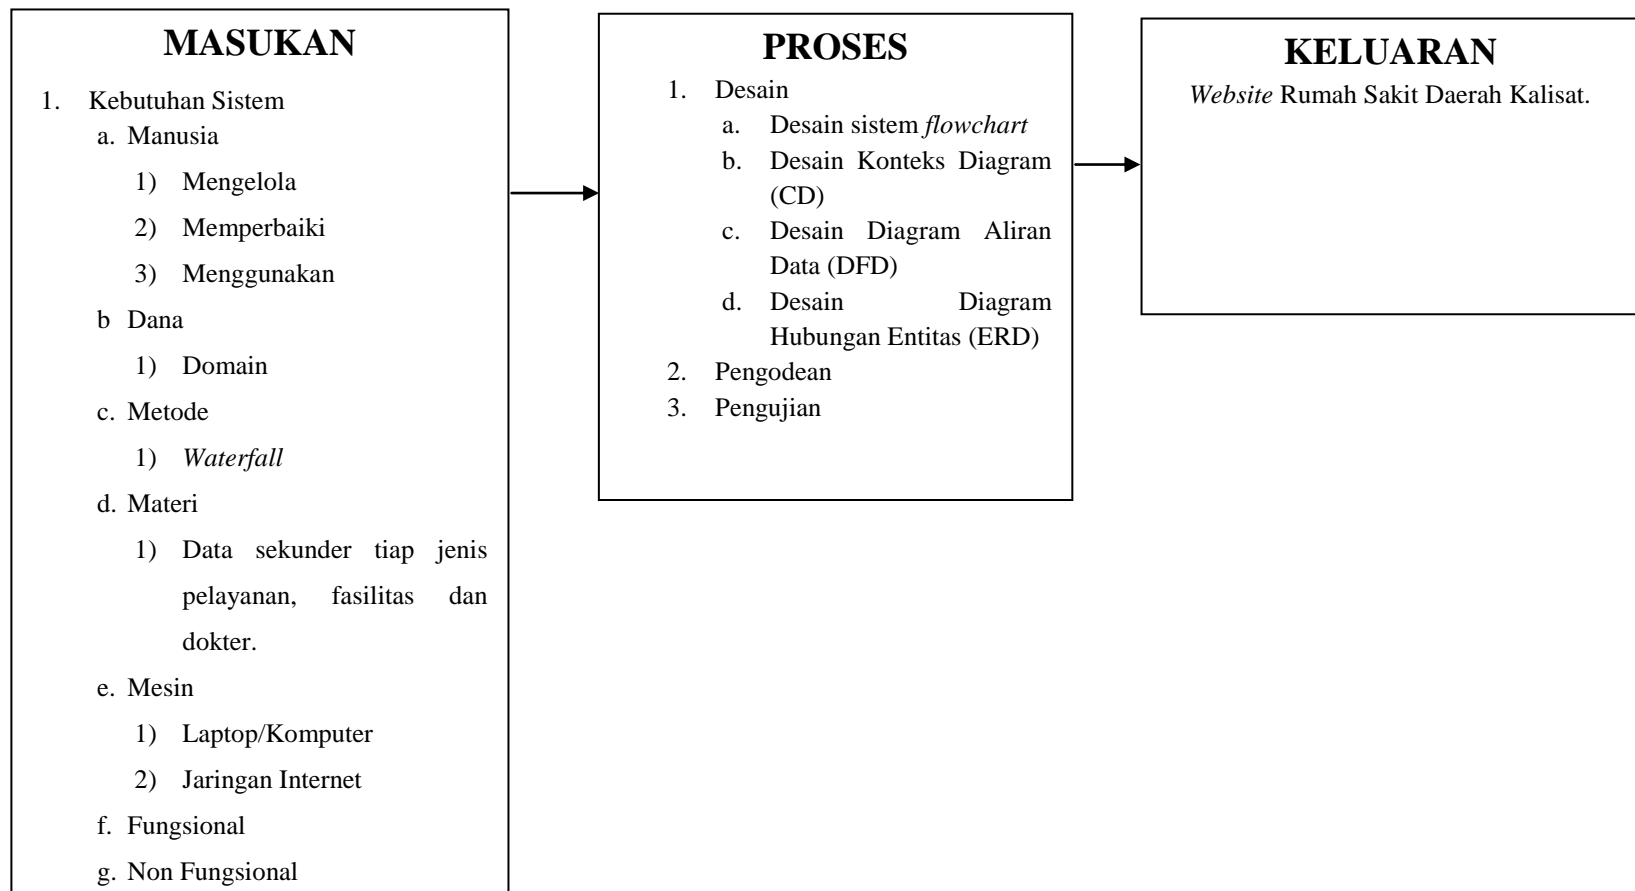 MASUKAN
1. Kebutuhan Sistem
a. Manusia
1) Mengelola
2) Memperbaiki
3) Menggunakan
b Dana
1) Domain
c. Metode
1) Waterfall
d. Materi
1) Data sekunder tiap jenis
pelayanan, fasilitas dan
dokter.
e. Mesin
1) Laptop/Komputer
2) Jaringan Internet
f. Fungsional
g. Non Fungsional
PROSES
1. Desain
a. Desain sistem flowchart
b. Desain Konteks Diagram
(CD)
c. Desain Diagram Aliran
Data (DFD)
d. Desain Diagram
Hubungan Entitas (ERD)
2. Pengodean
3. Pengujian
KELUARAN
Website Rumah Sakit Daerah Kalisat.